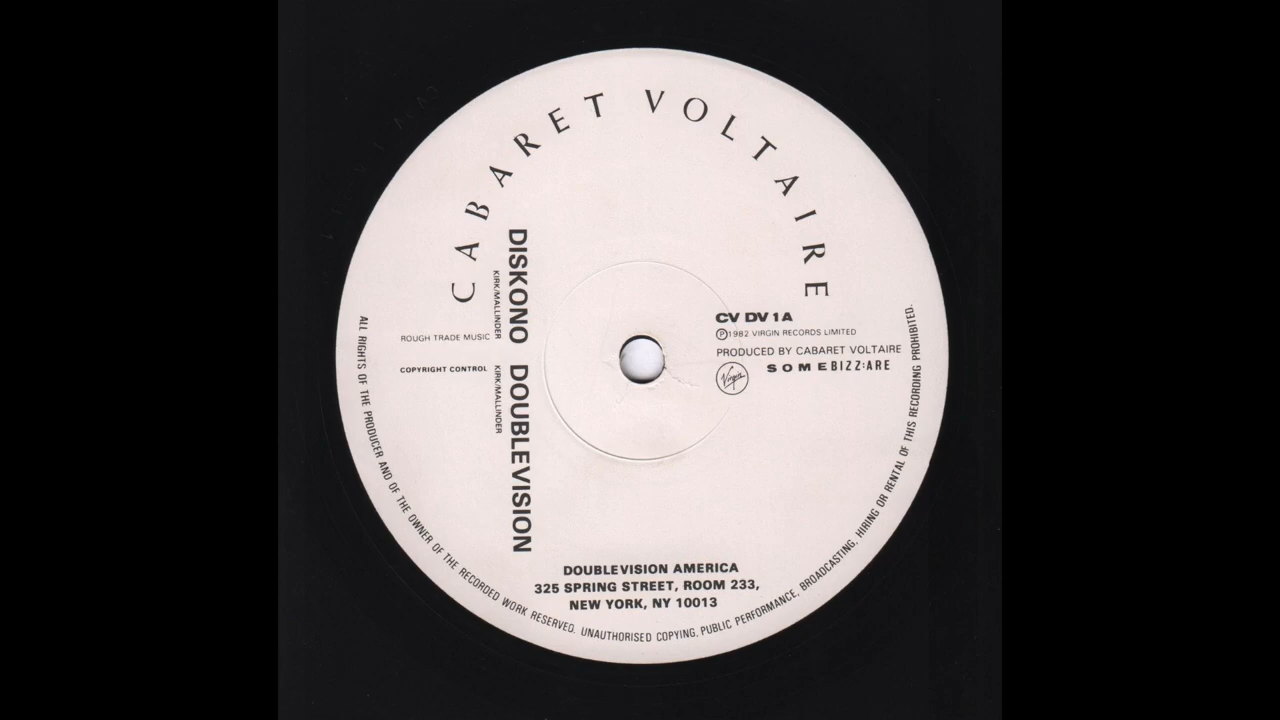 CABARET VOLTAIRE
DISKONO DOUBLEVISION
KIRK/MALLINDER KIRK/MALLINDER
ROUGH TRADE MUSIC
COPYRIGHT CONTROL
CV DV 1A
Ⓟ1982 VIRGIN RECORDS LIMITED
PRODUCED BY CABARET VOLTAIRE
Virgin
SOMEBIZZ:ARE
DOUBLEVISION AMERICA
325 SPRING STREET, ROOM 233,
NEW YORK, NY 10013
ALL RIGHTS OF THE PRODUCER AND OF THE OWNER OF THE RECORDED WORK RESERVED. UNAUTHORISED COPYING, PUBLIC PERFORMANCE, BROADCASTING, HIRING OR RENTAL OF THIS RECORDING PROHIBITED.